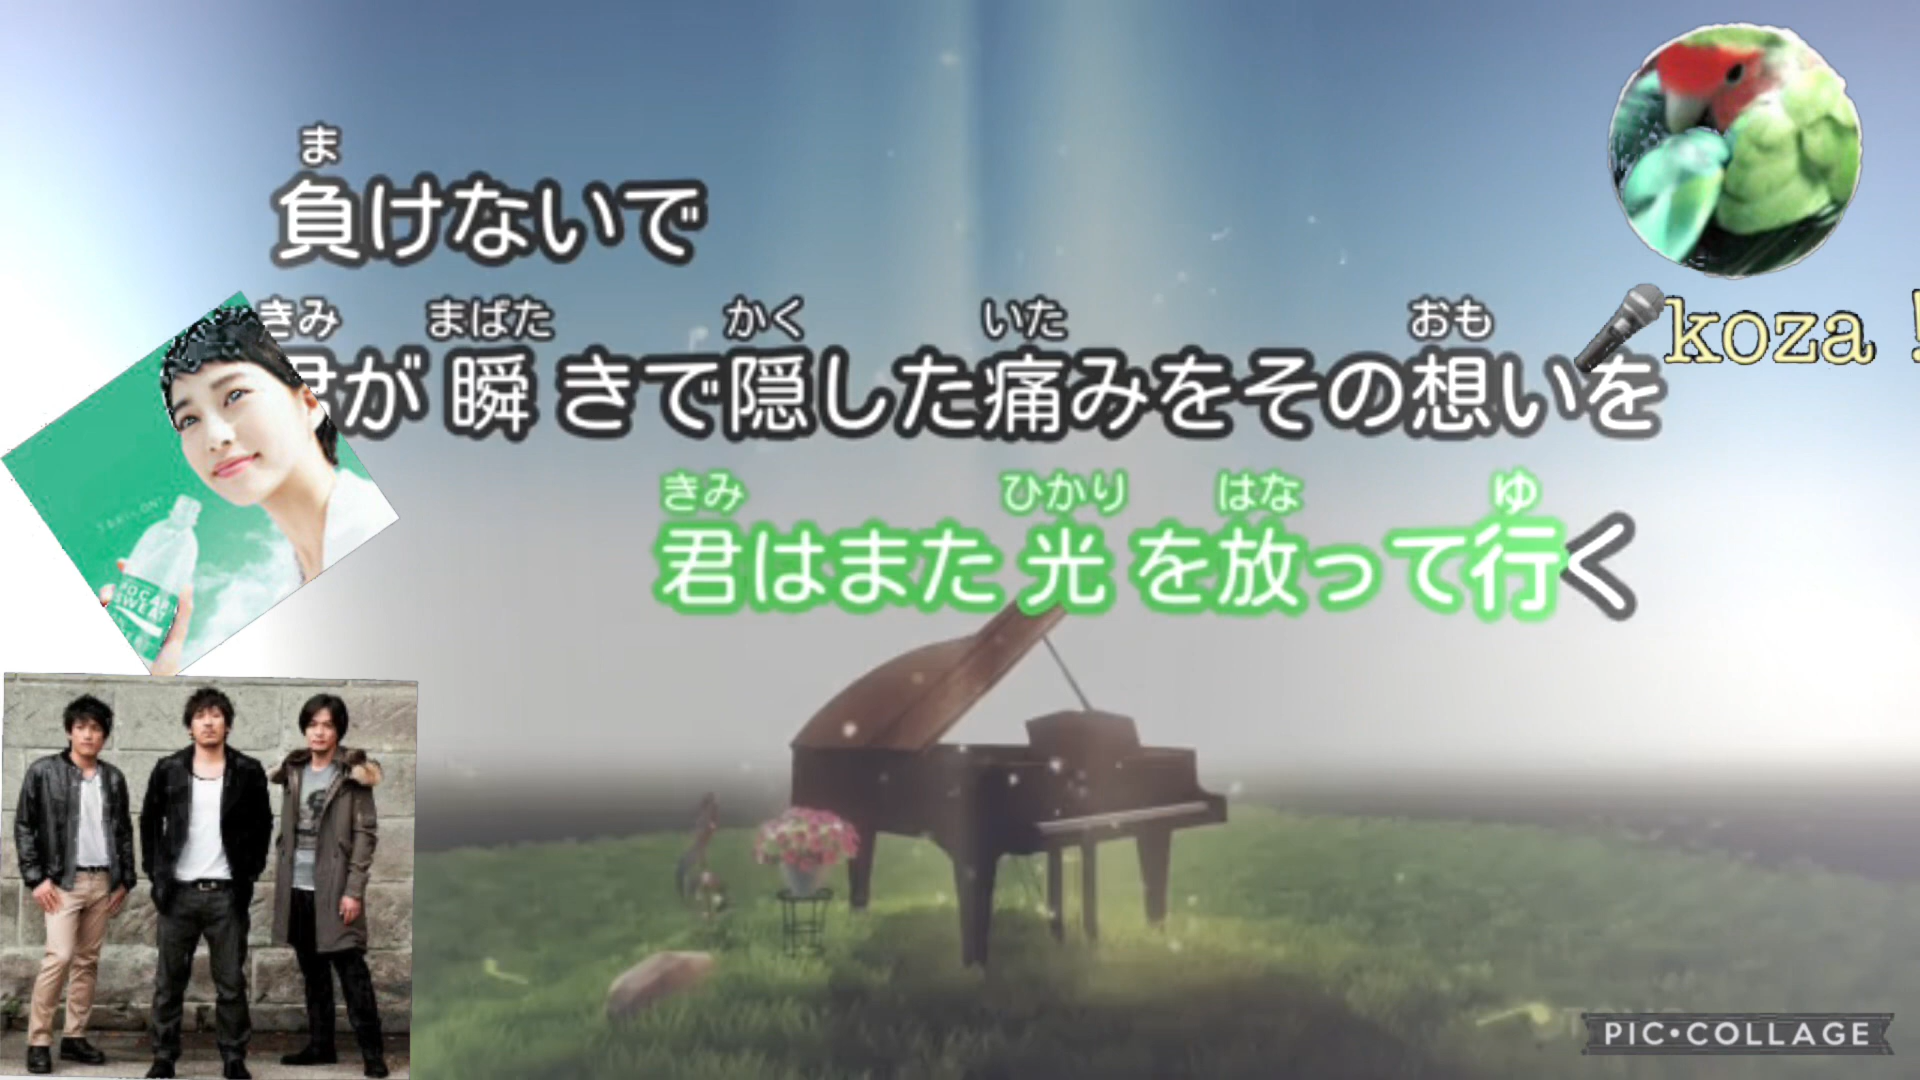 ま
負けないで
きみ まばた かく いた おも
君が瞬きで隠した痛みをその想いを
きみ ひかり はな ゆ
君はまた光を放って行く
koza !
POCARI
SWEAT
PIC•COLLAGE